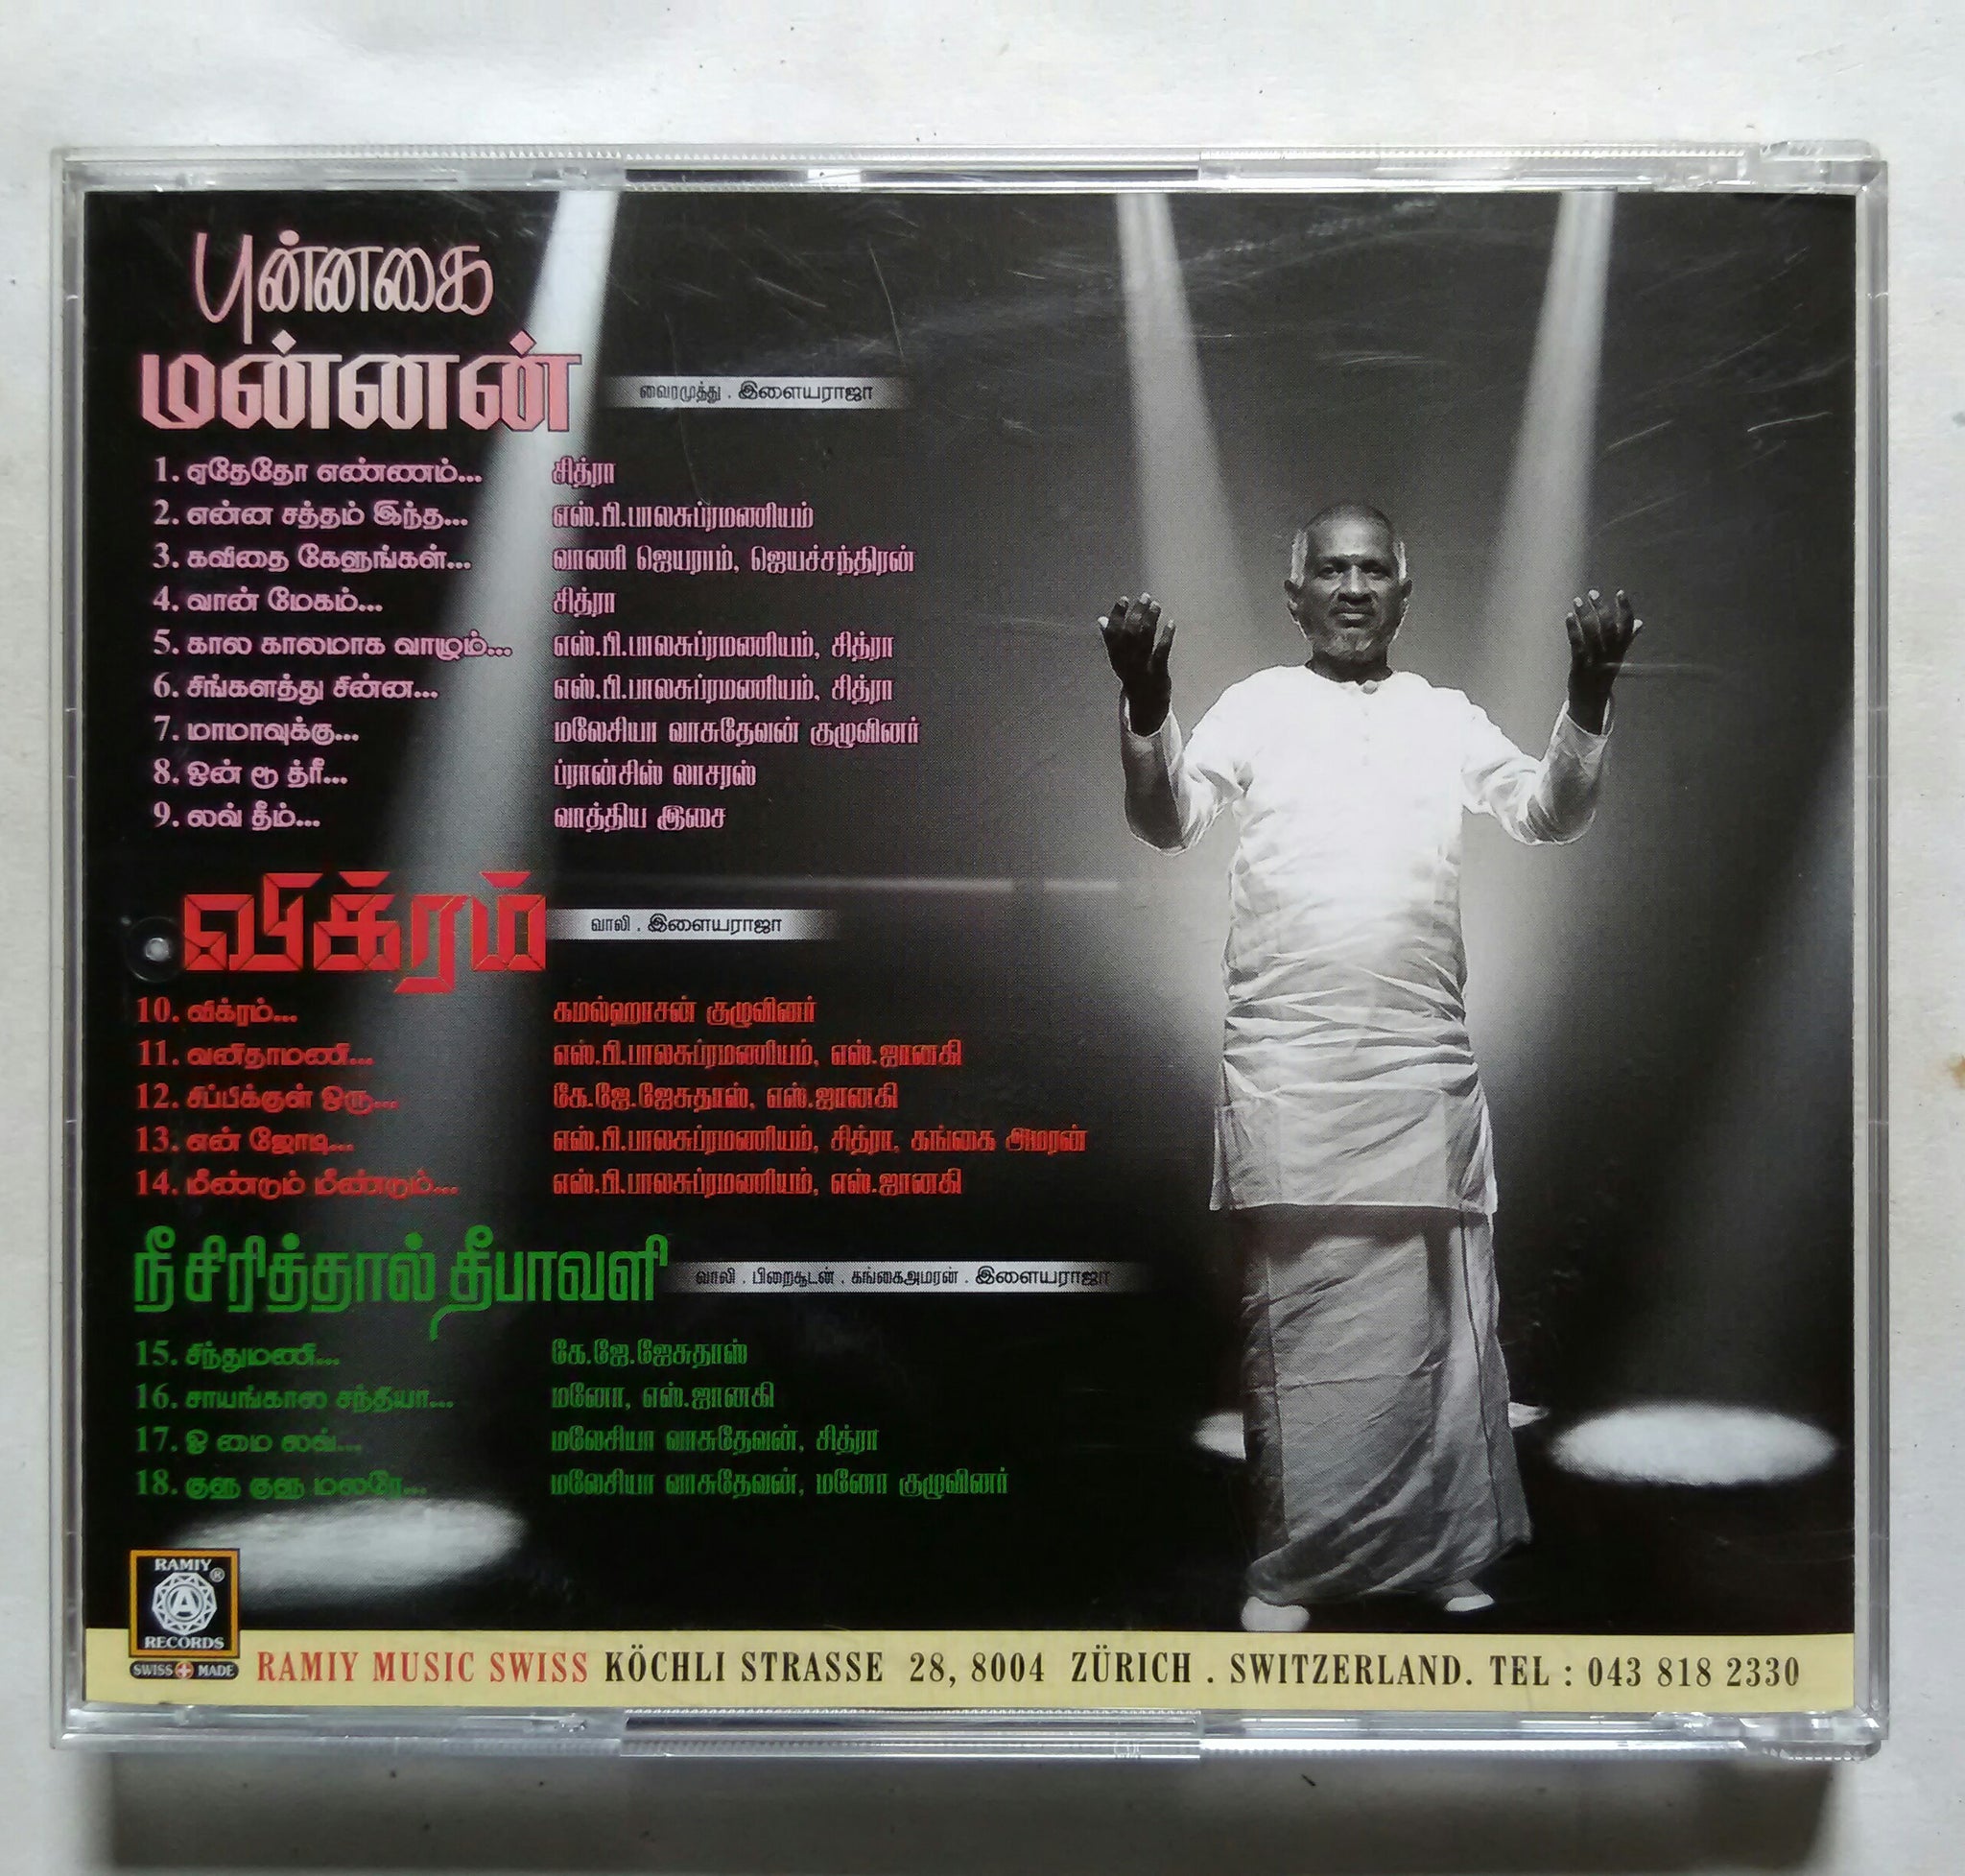 புன்னகை
மன்னன்
வைரமுத்து . இளையராஜா
1. ஏதேதோ எண்ணம்... சித்ரா
2. என்ன சத்தம் இந்த... எஸ்.பி.பாலசுப்ரமணியம்
3. கவிதை கேளுங்கள்... வாணி ஜெயராம், ஜெயச்சந்திரன்
4. வான் மேகம்... சித்ரா
5. கால காலமாக வாழும்... எஸ்.பி.பாலசுப்ரமணியம், சித்ரா
6. சிங்களத்து சின்ன... எஸ்.பி.பாலசுப்ரமணியம், சித்ரா
7. மாமாவுக்கு... மலேசியா வாசுதேவன் குழுவினர்
8. ஒன் டூ த்ரீ... ப்ரான்சிஸ் லாசரஸ்
9. லவ் தீம்... வாத்திய இசை
விக்ரம்
வாலி . இளையராஜா
10. விக்ரம்... கமல்ஹாசன் குழுவினர்
11. வனிதாமணி... எஸ்.பி.பாலசுப்ரமணியம், எஸ்.ஜானகி
12. சிப்பிக்குள் ஒரு... கே.ஜே.ஜேசுதாஸ், எஸ்.ஜானகி
13. என் ஜோடி... எஸ்.பி.பாலசுப்ரமணியம், சித்ரா, கங்கை அமரன்
14. மீண்டும் மீண்டும்... எஸ்.பி.பாலசுப்ரமணியம், எஸ்.ஜானகி
நீ சிரித்தால் தீபாவளி
வாலி . பிறைசூடன் . கங்கைஅமரன் . இளையராஜா
15. சிந்துமணி... கே.ஜே.ஜேசுதாஸ்
16. சாயங்கால சந்தியா... மனோ, எஸ்.ஜானகி
17. ஓ மை லவ்... மலேசியா வாசுதேவன், சித்ரா
18. குளு குளு மலரே... மலேசியா வாசுதேவன், மனோ குழுவினர்
RAMIY ®
A
RECORDS
SWISS MADE
RAMIY MUSIC SWISS KÖCHLI STRASSE 28, 8004 ZÜRICH . SWITZERLAND. TEL : 043 818 2330